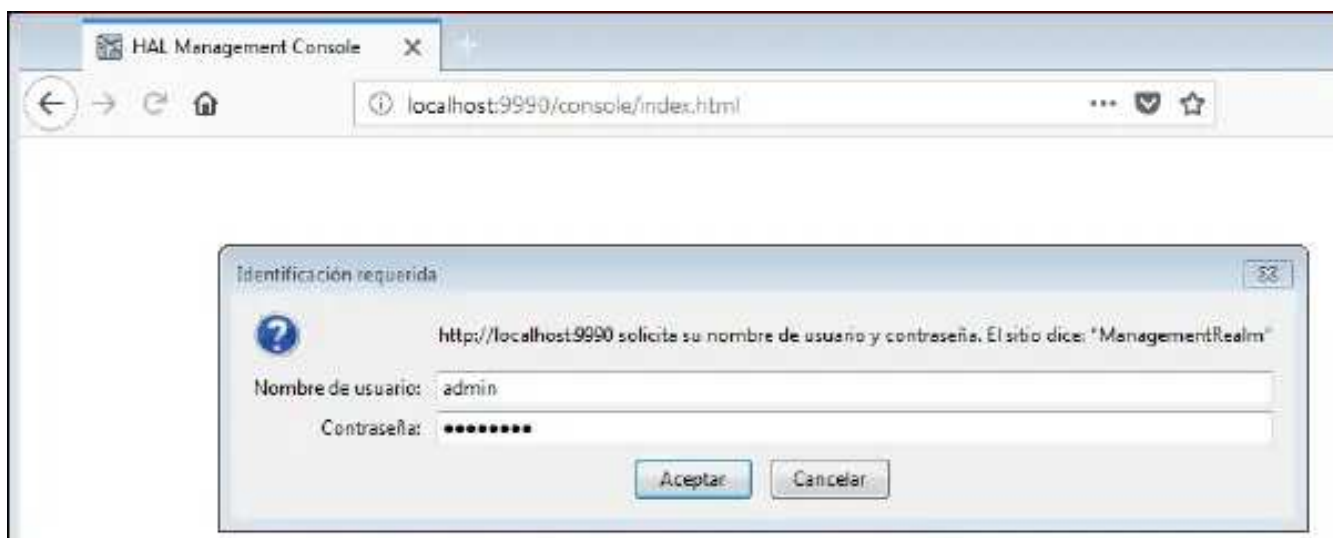 HAL Management Console
localhost:9990/console/index.html
Identificación requerida
http://localhost:9990 solicita su nombre de usuario y contraseña. El sitio dice: "ManagementRealm"
Nombre de usuario: admin
Contraseña: ••••••••
Aceptar Cancelar